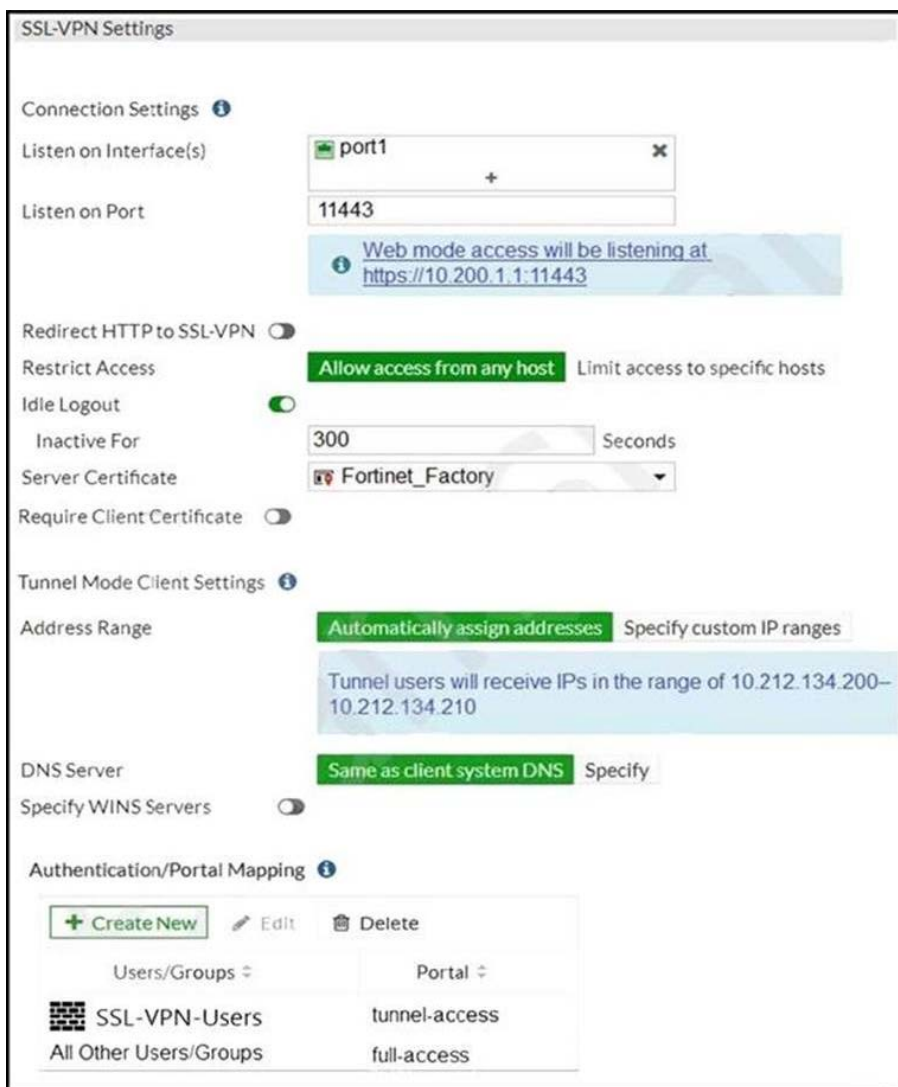 SSL-VPN Settings
Connection Settings
Listen on Interface(s) port1
Listen on Port 11443
Web mode access will be listening at
https://10.200.1.1:11443
Redirect HTTP to SSL-VPN
Restrict Access Allow access from any host Limit access to specific hosts
Idle Logout
Inactive For 300 Seconds
Server Certificate Fortinet_Factory
Require Client Certificate
Tunnel Mode Client Settings
Address Range Automatically assign addresses Specify custom IP ranges
Tunnel users will receive IPs in the range of 10.212.134.200–
10.212.134.210
DNS Server Same as client system DNS Specify
Specify WINS Servers
Authentication/Portal Mapping
+ Create New Edit Delete
Users/Groups Portal
SSL-VPN-Users tunnel-access
All Other Users/Groups full-access